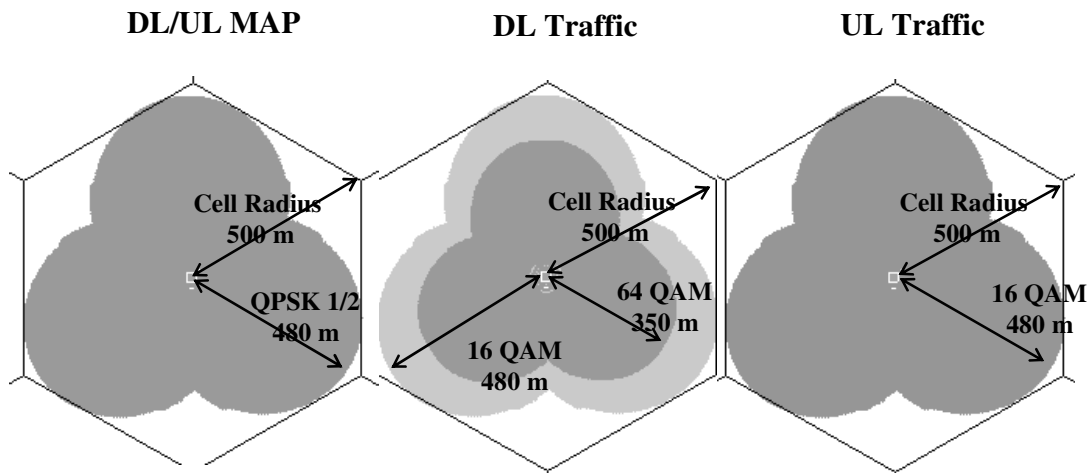 DL/UL MAP
DL Traffic
UL Traffic
Cell Radius
500 m
QPSK 1/2
480 m
Cell Radius
500 m
64 QAM
350 m
16 QAM
480 m
Cell Radius
500 m
16 QAM
480 m